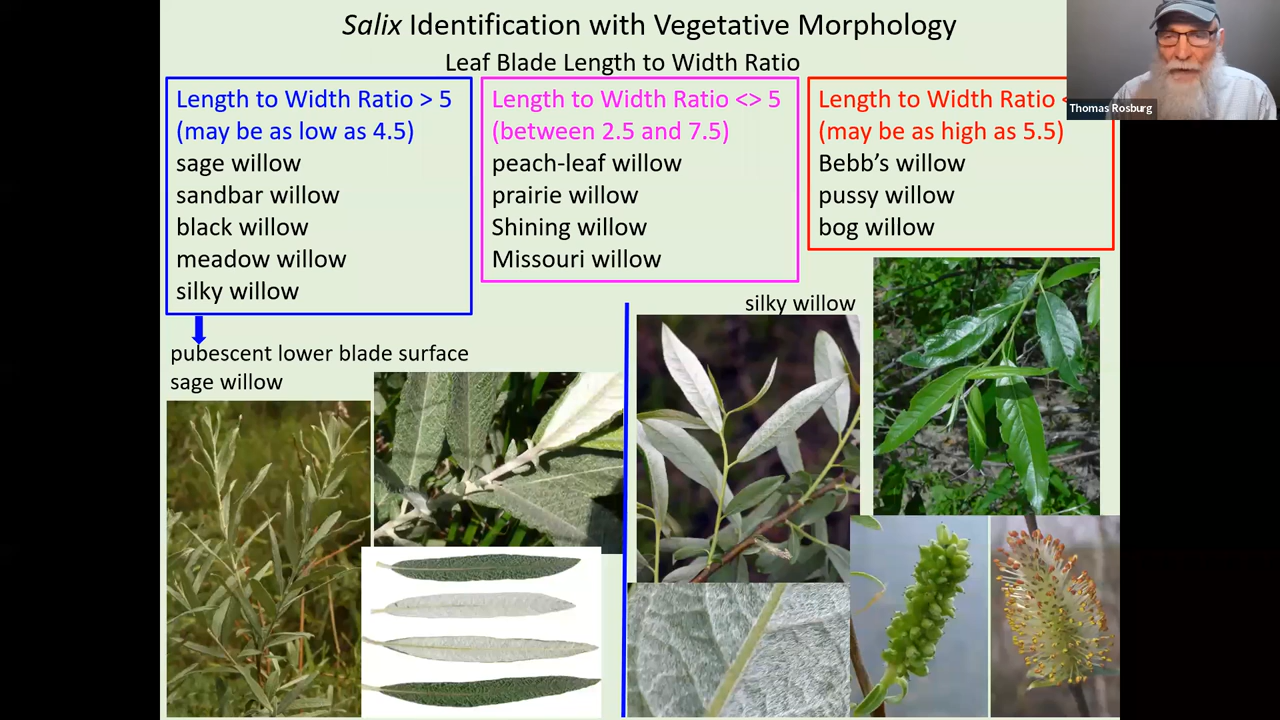 Salix Identification with Vegetative Morphology
Leaf Blade Length to Width Ratio
Length to Width Ratio > 5
(may be as low as 4.5)
sage willow
sandbar willow
black willow
meadow willow
silky willow
Length to Width Ratio <> 5
(between 2.5 and 7.5)
peach-leaf willow
prairie willow
Shining willow
Missouri willow
Length to Width Ratio <
(may be as high as 5.5)
Bebb's willow
pussy willow
bog willow
Thomas Rosburg
pubescent lower blade surface
sage willow
silky willow